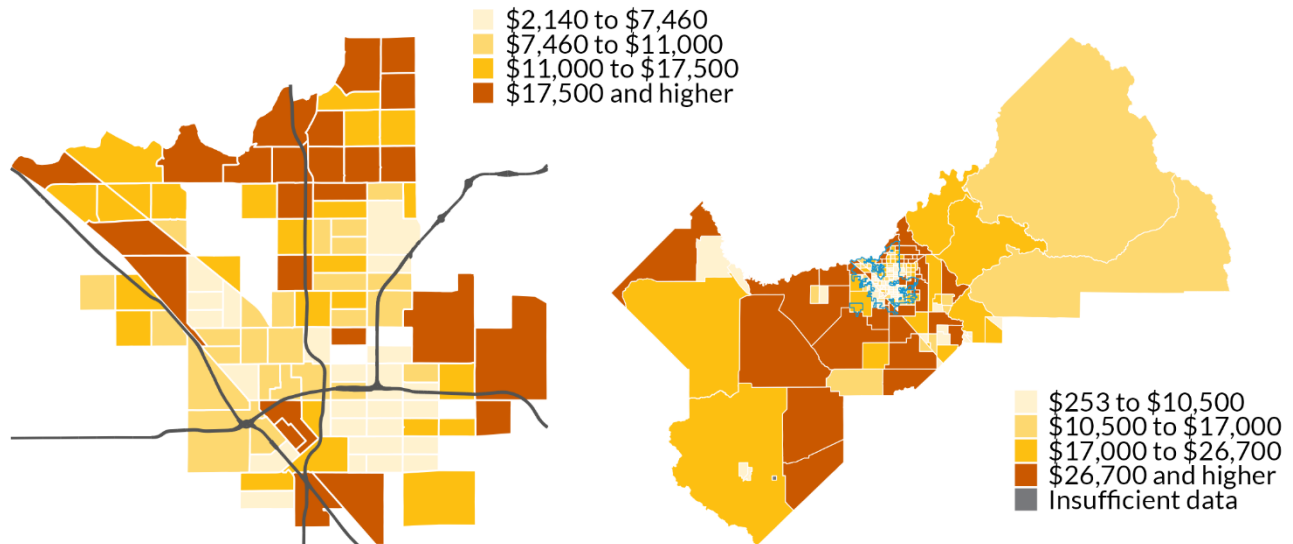 $2,140 to $7,460
$7,460 to $11,000
$11,000 to $17,500
$17,500 and higher
$253 to $10,500
$10,500 to $17,000
$17,000 to $26,700
$26,700 and higher
Insufficient data